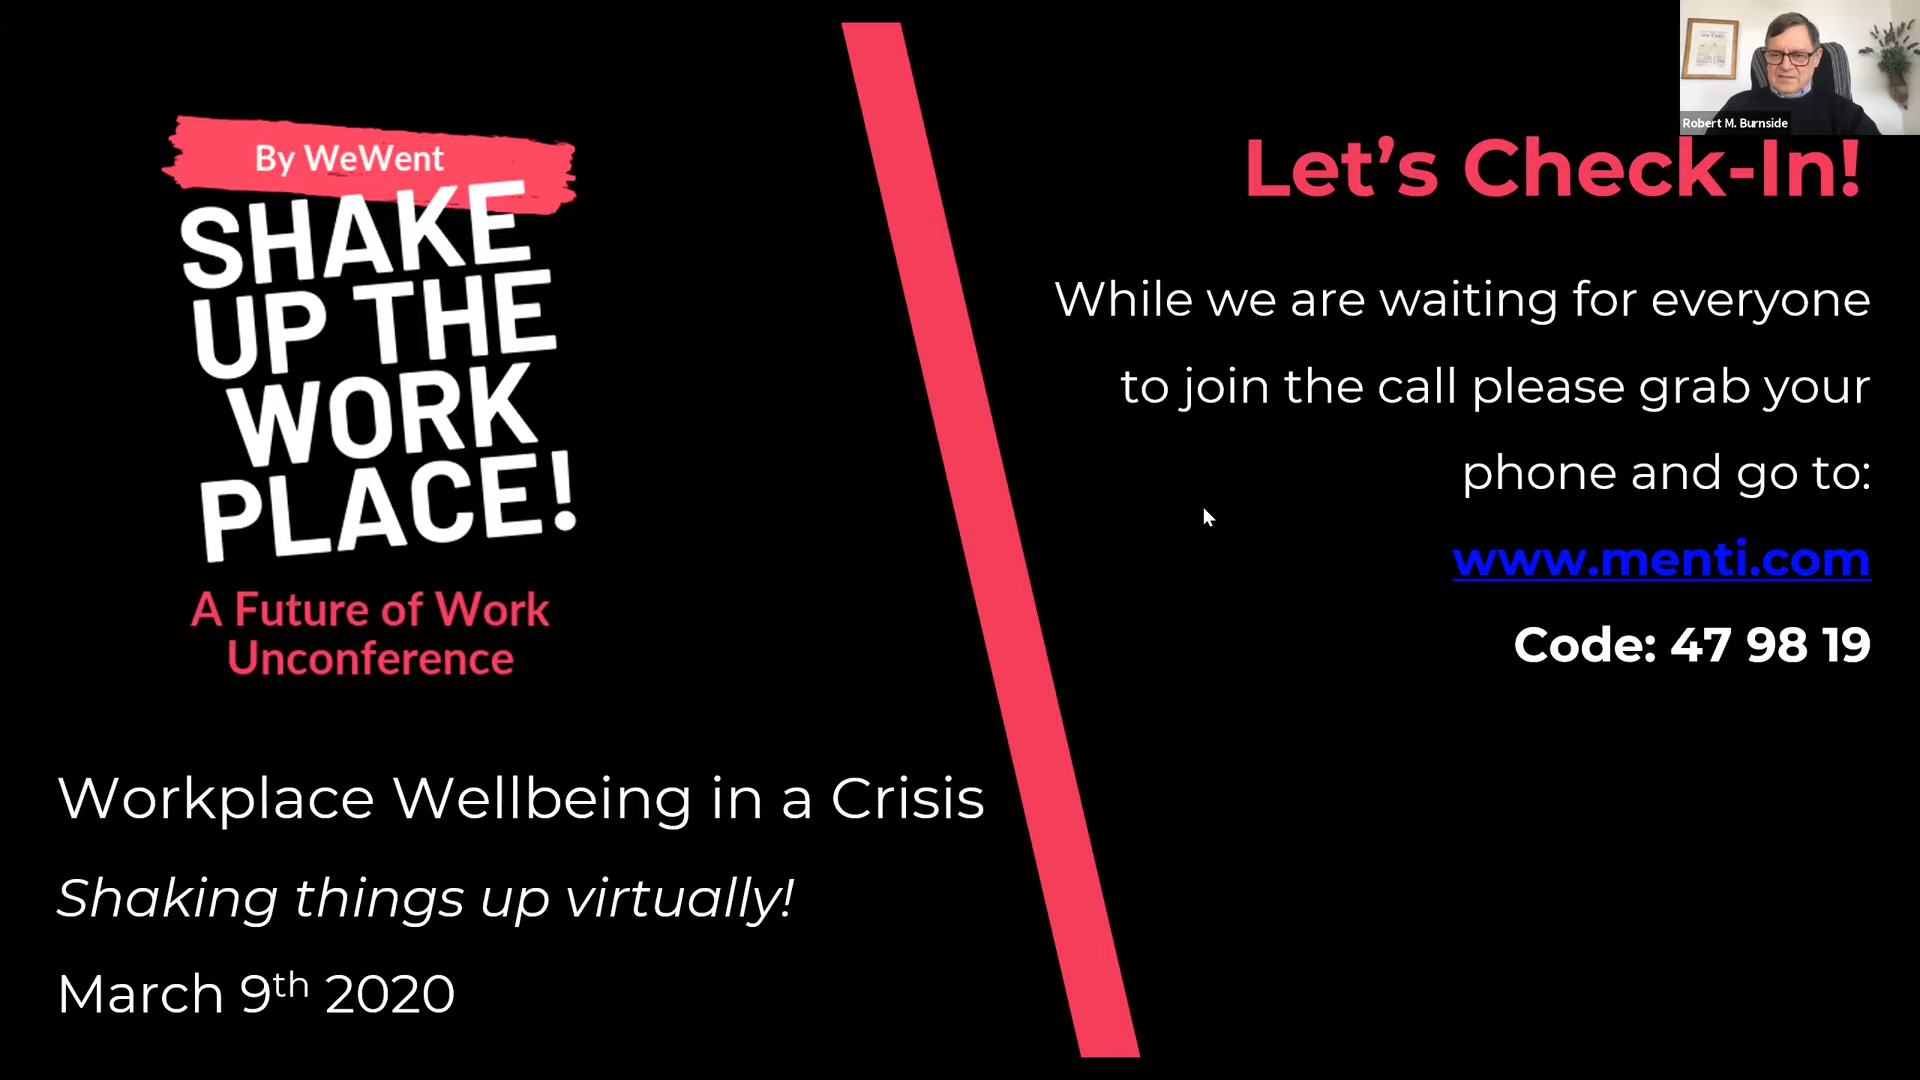 By WeWent
SHAKE
UP THE
WORK
PLACE!
A Future of Work
Unconference
Workplace Wellbeing in a Crisis
Shaking things up virtually!
March 9th 2020
Robert M. Burnside
Let’s Check-In!
While we are waiting for everyone
to join the call please grab your
phone and go to:
www.menti.com
Code: 47 98 19